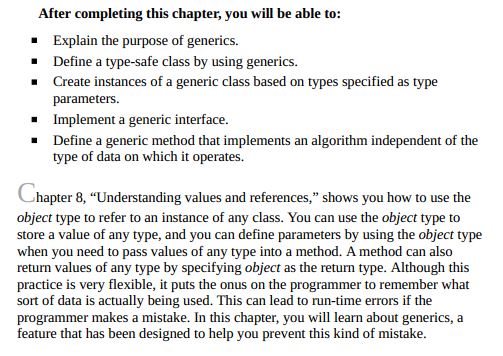 After completing this chapter, you will be able to:
▪ Explain the purpose of generics.
▪ Define a type-safe class by using generics.
▪ Create instances of a generic class based on types specified as type
parameters.
▪ Implement a generic interface.
▪ Define a generic method that implements an algorithm independent of the
type of data on which it operates.
Chapter 8, “Understanding values and references,” shows you how to use the
object type to refer to an instance of any class. You can use the object type to
store a value of any type, and you can define parameters by using the object type
when you need to pass values of any type into a method. A method can also
return values of any type by specifying object as the return type. Although this
practice is very flexible, it puts the onus on the programmer to remember what
sort of data is actually being used. This can lead to run-time errors if the
programmer makes a mistake. In this chapter, you will learn about generics, a
feature that has been designed to help you prevent this kind of mistake.